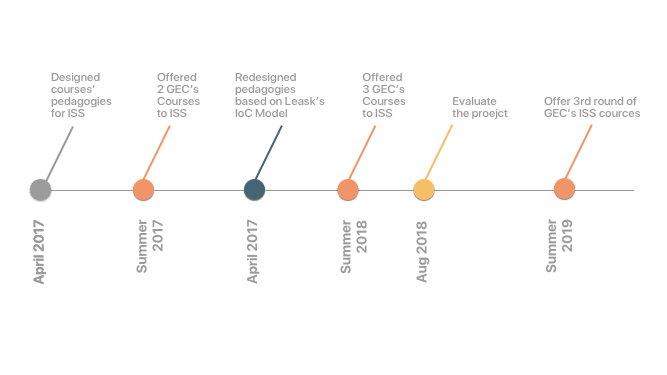 Designed
courses'
pedagogies
for ISS
Offered
2 GEC's
Courses
to ISS
Redesigned
pedagogies
based on Leask's
IoC Model
Offered
3 GEC's
Courses
to ISS
Evaluate
the proejct
Offer 3rd round of
GEC's ISS cources
April 2017
Summer
2017
April 2017
Summer
2018
Aug 2018
Summer
2019